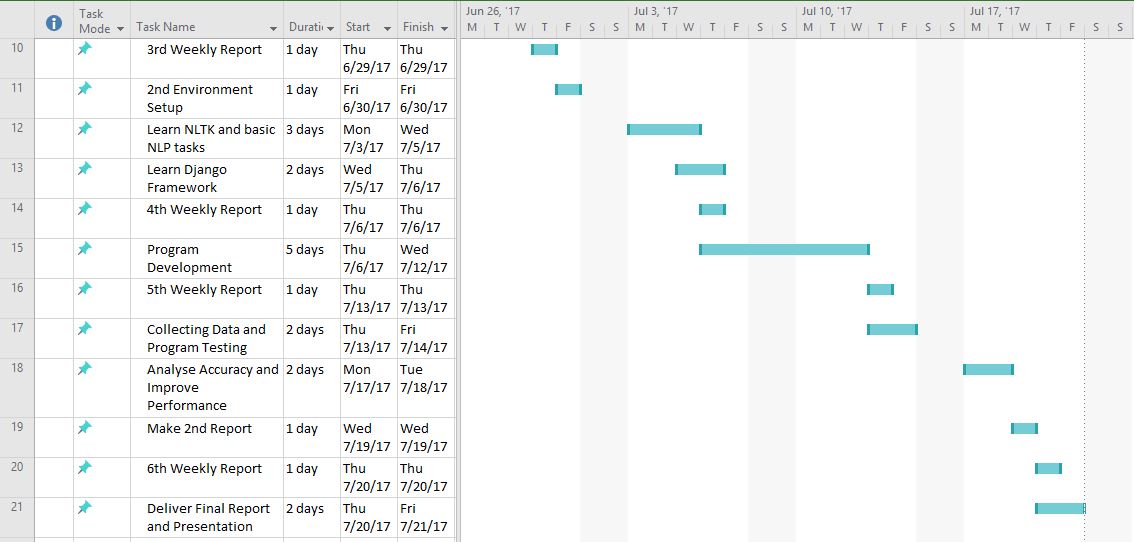 Task Mode Task Name Durati Start Finish Jun 26, '17 Jul 3, '17 Jul 10, '17 Jul 17, '17
M T W T F S S M T W T F S S M T W T F S S M T W T F S S
10 3rd Weekly Report 1 day Thu Thu
6/29/17 6/29/17
11 2nd Environment 1 day Fri Fri
Setup 6/30/17 6/30/17
12 Learn NLTK and basic 3 days Mon Wed
NLP tasks 7/3/17 7/5/17
13 Learn Django 2 days Wed Thu
Framework 7/5/17 7/6/17
14 4th Weekly Report 1 day Thu Thu
7/6/17 7/6/17
15 Program 5 days Thu Wed
Development 7/6/17 7/12/17
16 5th Weekly Report 1 day Thu Thu
7/13/17 7/13/17
17 Collecting Data and 2 days Thu Fri
Program Testing 7/13/17 7/14/17
18 Analyse Accuracy and 2 days Mon Tue
Improve 7/17/17 7/18/17
Performance
19 Make 2nd Report 1 day Wed Wed
7/19/17 7/19/17
20 6th Weekly Report 1 day Thu Thu
7/20/17 7/20/17
21 Deliver Final Report 2 days Thu Fri
and Presentation 7/20/17 7/21/17